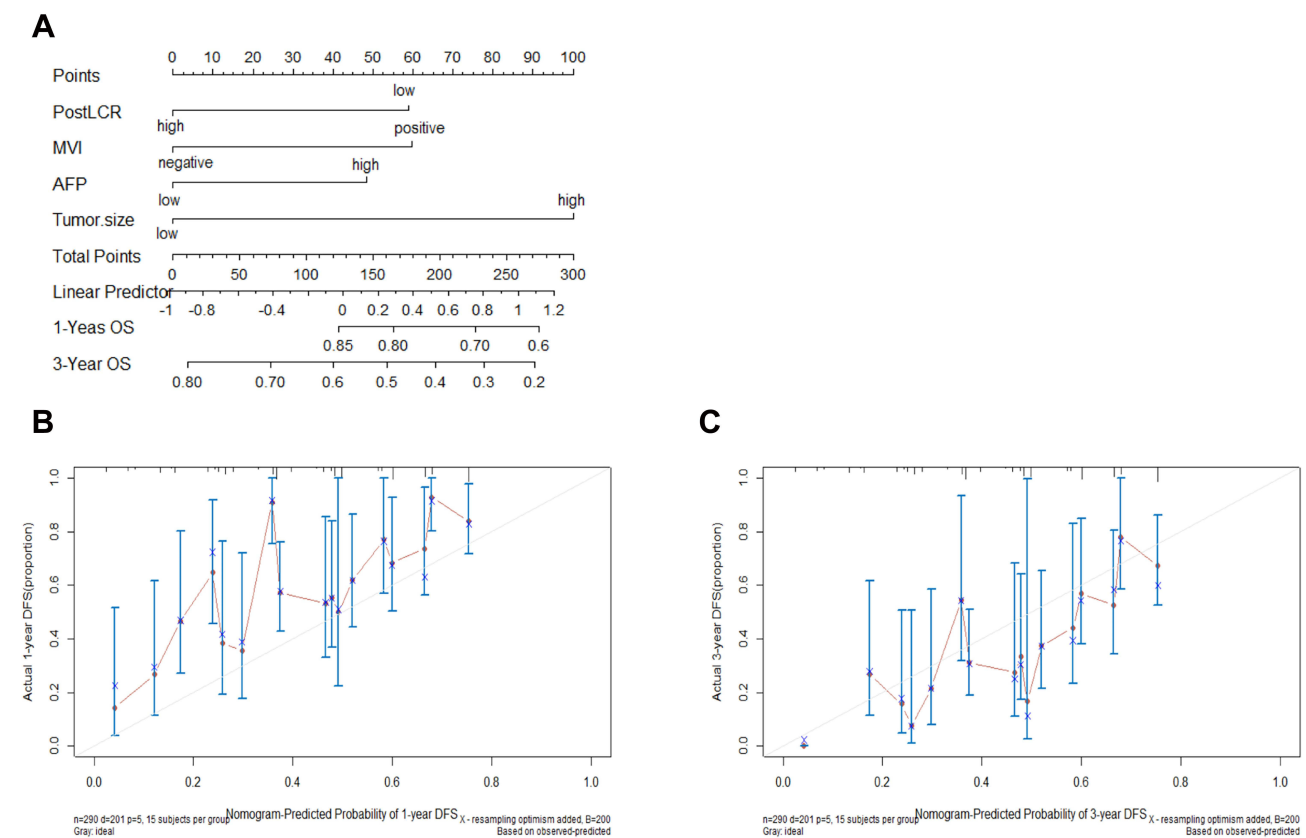 A
Points 0 10 20 30 40 50 60 70 80 90 100
low
PostLCR
high positive
MVI
negative high
AFP
low high
Tumor.size
low
Total Points
0 50 100 150 200 250 300
Linear Predictor
-1 -0.8 -0.4 0 0.2 0.4 0.6 0.8 1 1.2
1-Yeas OS
0.85 0.80 0.70 0.6
3-Year OS
0.80 0.70 0.6 0.5 0.4 0.3 0.2
B
Actual 1-year DFS(proportion)
1.0
0.8
0.6
0.4
0.2
0.0
0.0 0.2 0.4 0.6 0.8 1.0
Nomogram-Predicted Probability of 1-year DFS
n=290 d=201 p=5, 15 subjects per group
Gray: ideal
X - resampling optimism added, B=200
Based on observed-predicted
C
Actual 3-year DFS(proportion)
1.0
0.8
0.6
0.4
0.2
0.0
0.0 0.2 0.4 0.6 0.8 1.0
Nomogram-Predicted Probability of 3-year DFS
n=290 d=201 p=5, 15 subjects per group
Gray: ideal
X - resampling optimism added, B=200
Based on observed-predicted